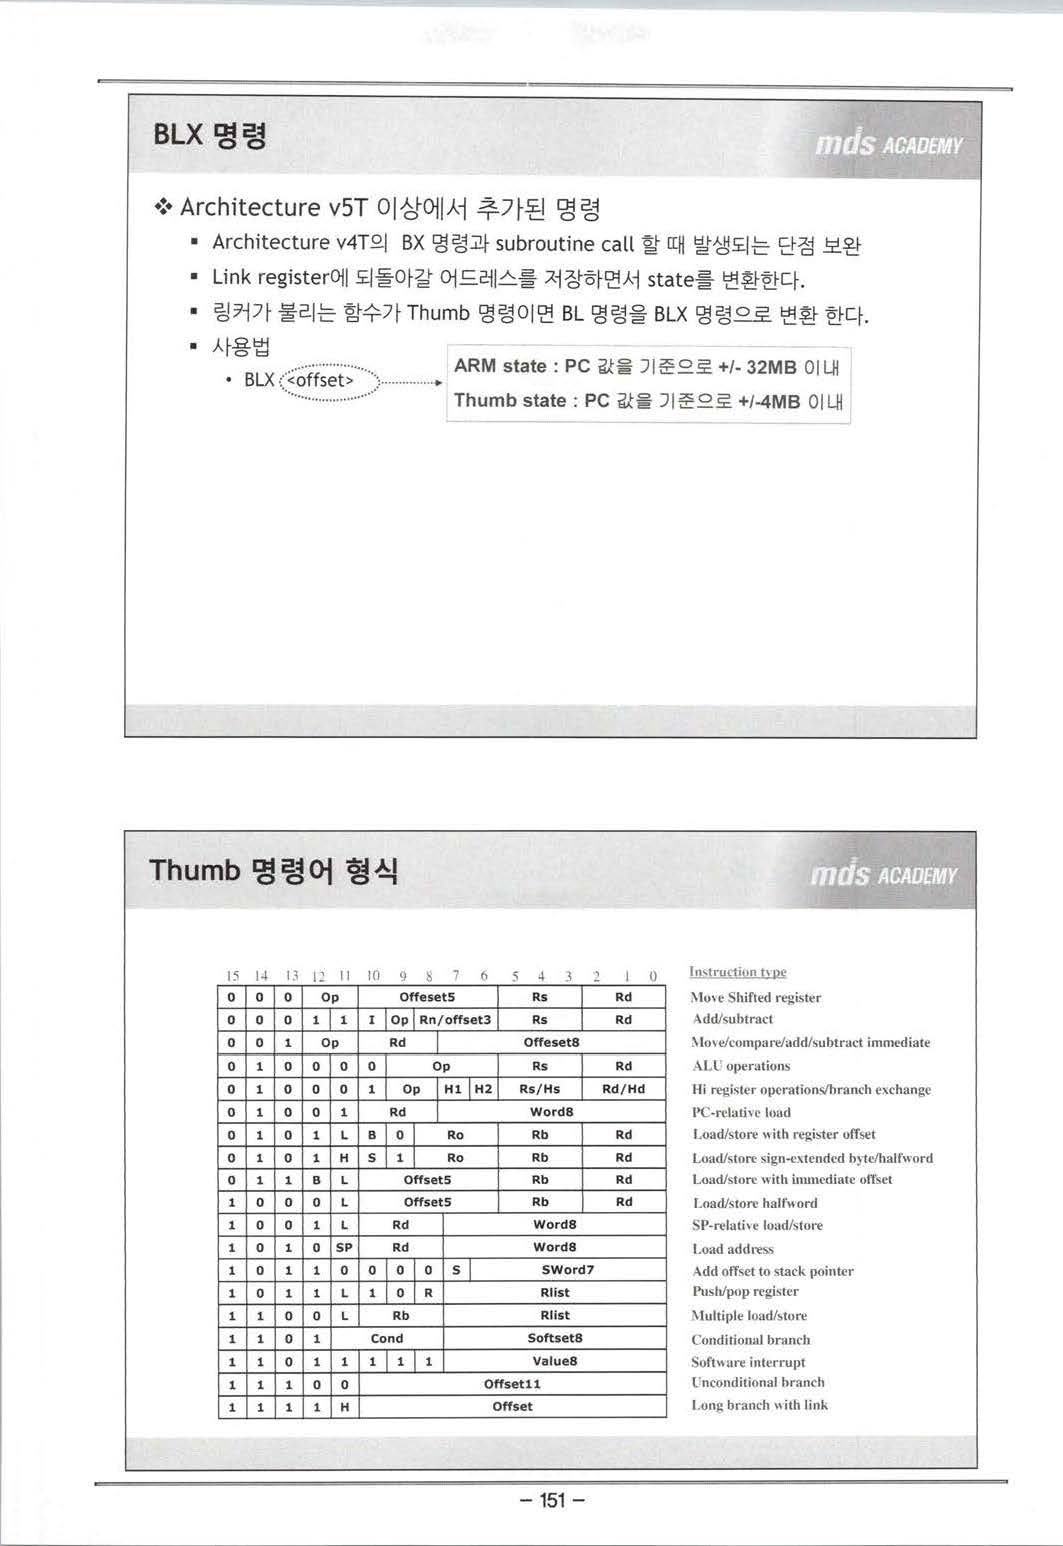 BLX 명령
mds ACADEMY
❖ Architecture v5T 이상에서 추가된 명령
▪ Architecture v4T의 BX 명령과 subroutine call 할 때 발생되는 단점 보완
▪ Link register에 되돌아갈 어드레스를 저장하면서 state를 변환한다.
▪ 링커가 불리는 함수가 Thumb 명령이면 BL 명령을 BLX 명령으로 변환 한다.
▪ 사용법
• BLX <offset>
ARM state : PC 값을 기준으로 +/- 32MB 이내
Thumb state : PC 값을 기준으로 +/-4MB 이내
Thumb 명령어 형식
mds ACADEMY
15 14 13 12 11 10 9 8 7 6 5 4 3 2 1 0 Instruction type
0 0 0 Op Offeset5 Rs Rd Move Shifted register
0 0 0 1 1 I Op Rn/offset3 Rs Rd Add/subtract
0 0 1 Op Rd Offeset8 Move/compare/add/subtract immediate
0 1 0 0 0 0 Op Rs Rd ALU operations
0 1 0 0 0 1 Op H1 H2 Rs/Hs Rd/Hd Hi register operations/branch exchange
0 1 0 0 1 Rd Word8 PC-relative load
0 1 0 1 L B 0 Ro Rb Rd Load/store with register offset
0 1 0 1 H S 1 Ro Rb Rd Load/store sign-extended byte/halfword
0 1 1 B L Offset5 Rb Rd Load/store with immediate offset
1 0 0 0 L Offset5 Rb Rd Load/store halfword
1 0 0 1 L Rd Word8 SP-relative load/store
1 0 1 0 SP Rd Word8 Load address
1 0 1 1 0 0 0 0 S SWord7 Add offset to stack pointer
1 0 1 1 L 1 0 R Rlist Push/pop register
1 1 0 0 L Rb Rlist Multiple load/store
1 1 0 1 Cond Softset8 Conditional branch
1 1 0 1 1 1 1 1 Value8 Software interrupt
1 1 1 0 0 Offset11 Unconditional branch
1 1 1 1 H Offset Long branch with link
- 151 -